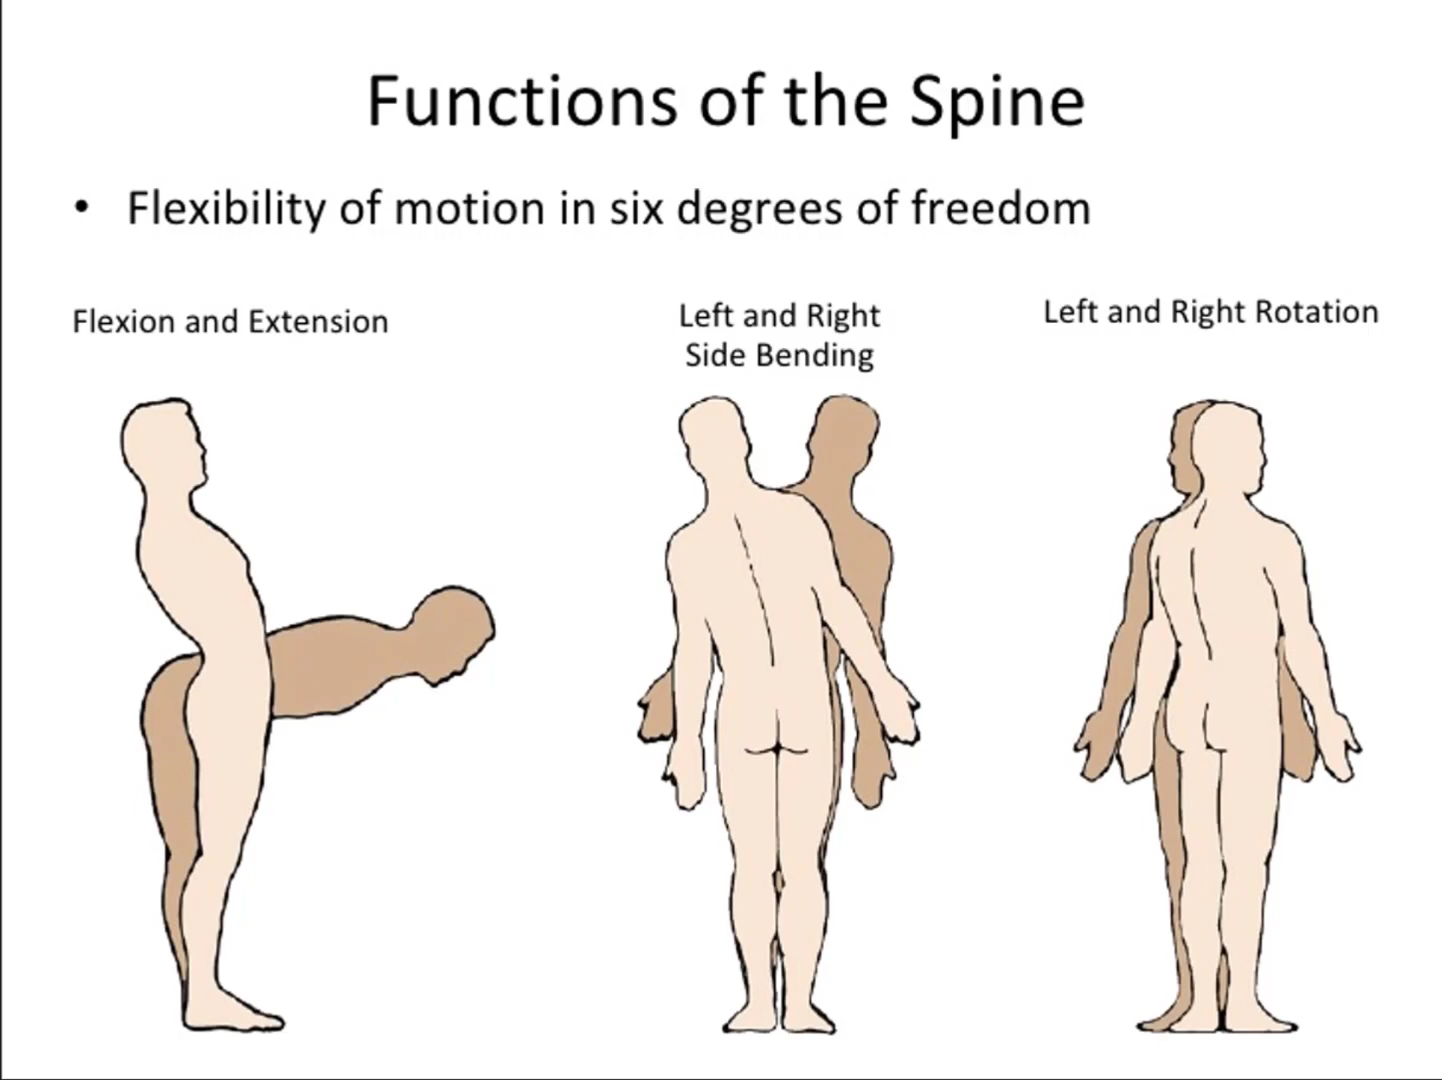 Functions of the Spine
• Flexibility of motion in six degrees of freedom
Flexion and Extension
Left and Right
Side Bending
Left and Right Rotation